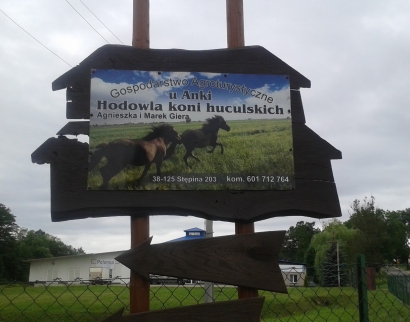 Gospodarstwo Agroturystyczne
u Anki
Hodowla koni huculskich
Agnieszka i Marek Giera
38-125 Stępina 203 kom. 601 712 764